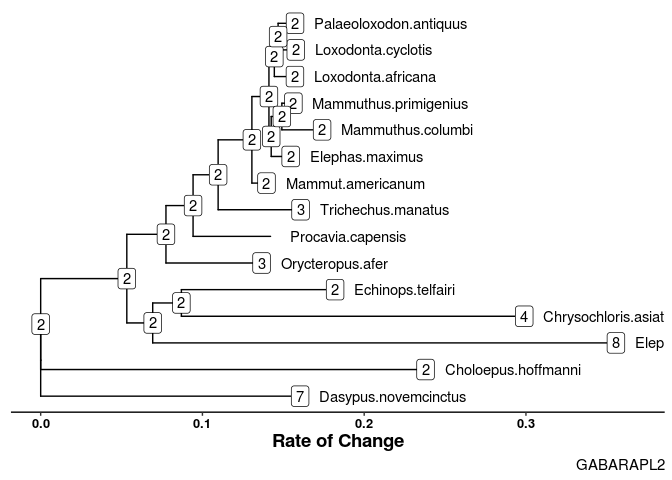 2 Palaeoloxodon.antiquus
2
2 Loxodonta.cyclotis
2
2 Loxodonta.africana
2
2 Mammuthus.primigenius
2
2 Mammuthus.columbi
2
2
2 Elephas.maximus
2
2 Mammut.americanum
2
3 Trichechus.manatus
2
Procavia.capensis
2
3 Orycteropus.afer
2
2 Echinops.telfairi
2
4 Chrysochloris.asiat
2
2
8 Elep
2 Choloepus.hoffmanni
7 Dasypus.novemcinctus
0.0 0.1 0.2 0.3
Rate of Change
GABARAPL2